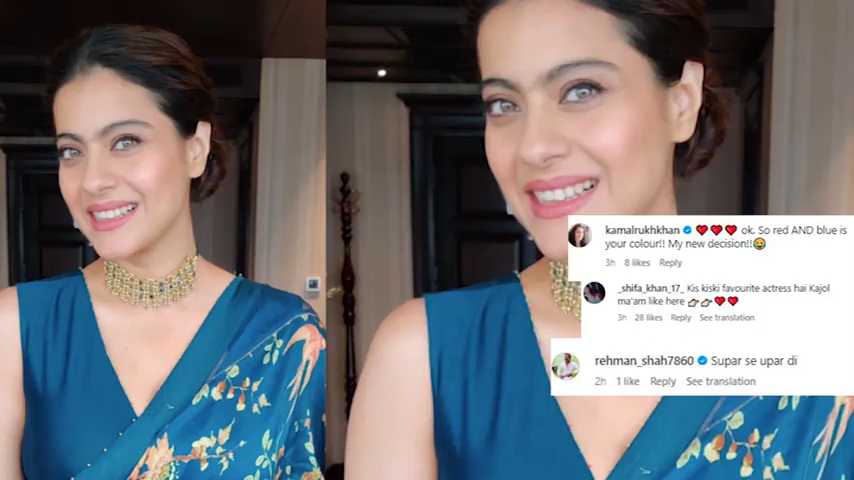 kamalrukhkhan ❤❤❤ ok. So red AND blue is
your colour!! My new decision!!😂
3h 8 likes Reply
_shifa_khan_17_ Kis kiski favourite actress hai Kajol
ma'am like here 👉🏻👉🏻❤❤
3h 28 likes Reply See translation
rehman_shah7860 Supar se upar di
2h 1 like Reply See translation